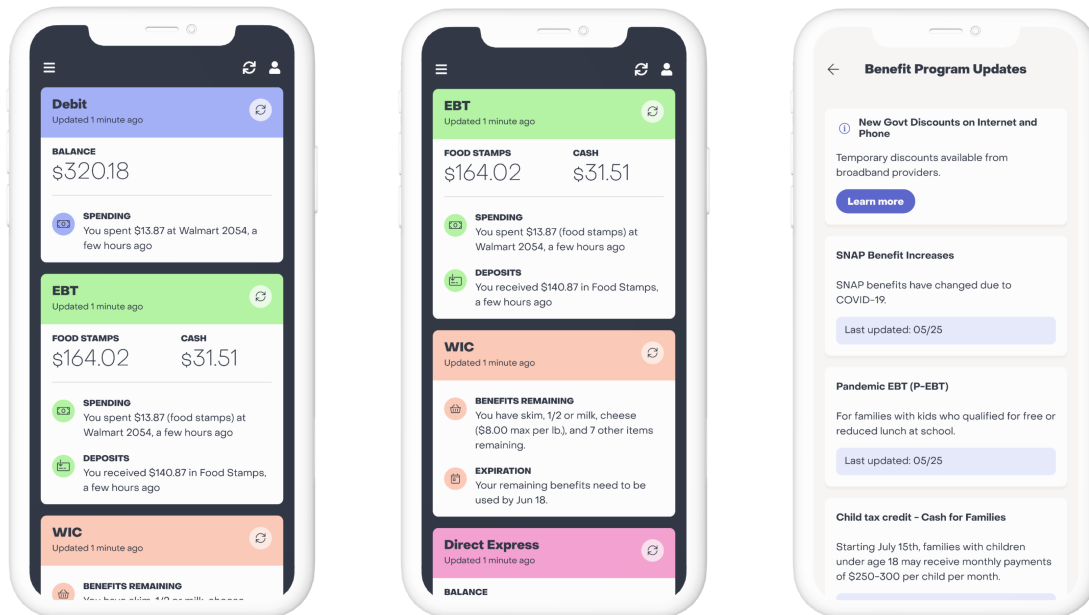 Debit
Updated 1 minute ago
BALANCE
$320.18
SPENDING
You spent $13.87 at Walmart 2054, a
few hours ago
EBT
Updated 1 minute ago
FOOD STAMPS CASH
$164.02 $31.51
SPENDING
You spent $13.87 (food stamps) at
Walmart 2054, a few hours ago
DEPOSITS
You received $140.87 in Food Stamps,
a few hours ago
WIC
Updated 1 minute ago
BENEFITS REMAINING
You have skim, 1/2 or milk, cheese
EBT
Updated 1 minute ago
FOOD STAMPS CASH
$164.02 $31.51
SPENDING
You spent $13.87 (food stamps) at
Walmart 2054, a few hours ago
DEPOSITS
You received $140.87 in Food Stamps,
a few hours ago
WIC
Updated 1 minute ago
BENEFITS REMAINING
You have skim, 1/2 or milk, cheese
($8.00 max per lb.), and 7 other items
remaining.
EXPIRATION
Your remaining benefits need to be
used by Jun 18.
Direct Express
Updated 1 minute ago
BALANCE
Benefit Program Updates
New Govt Discounts on Internet and
Phone
Temporary discounts available from
broadband providers.
Learn more
SNAP Benefit Increases
SNAP benefits have changed due to
COVID-19.
Last updated: 05/25
Pandemic EBT (P-EBT)
For families with kids who qualified for free or
reduced lunch at school.
Last updated: 05/25
Child tax credit - Cash for Families
Starting July 15th, families with children
under age 18 may receive monthly payments
of $250-300 per child per month.